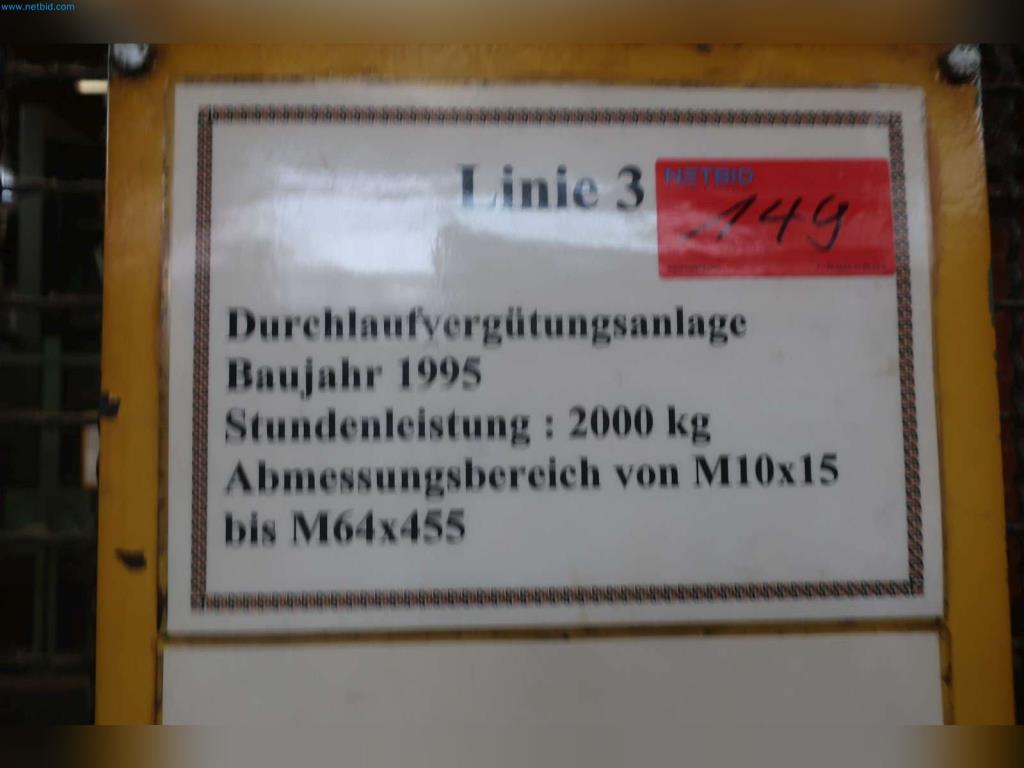 www.netbid.com
Linie 3
NETBID
149
Durchlaufvergütungsanlage
Baujahr 1995
Stundenleistung : 2000 kg
Abmessungsbereich von M10x15
bis M64x455